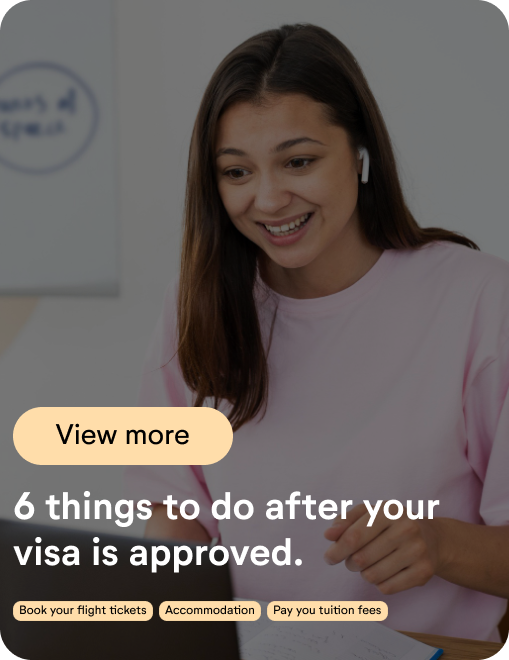 View more
6 things to do after your
visa is approved.
Book your flight tickets Accommodation Pay you tuition fees